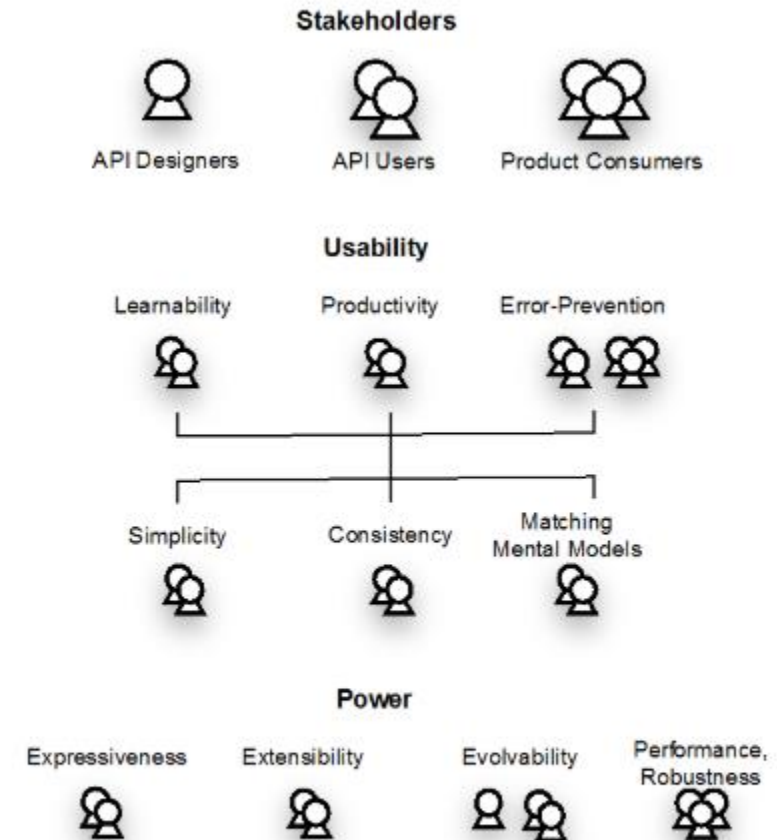 Stakeholders
API Designers
API Users
Product Consumers
Usability
Learnability
Productivity
Error-Prevention
Simplicity
Consistency
Matching
Mental Models
Power
Expressiveness
Extensibility
Evolvability
Performance,
Robustness